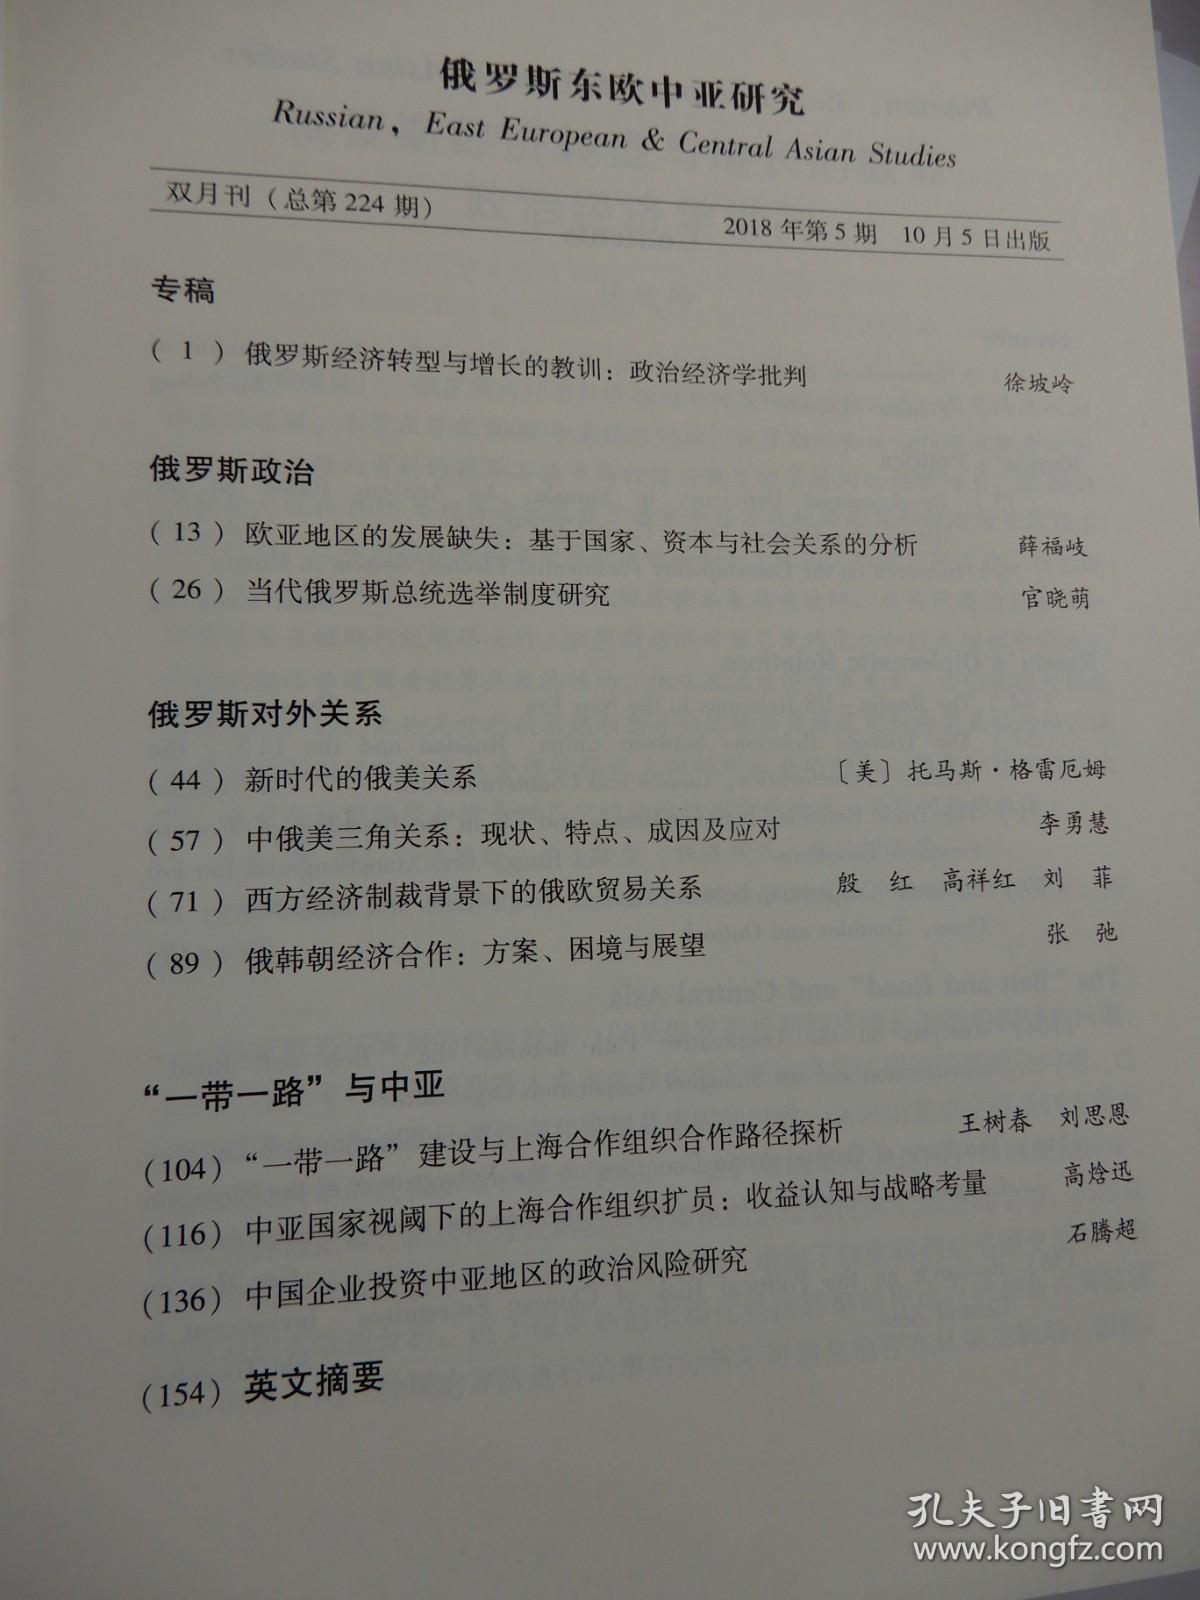 俄罗斯东欧中亚研究
Russian, East European & Central Asian Studies
双月刊（总第224期） 2018年第5期 10月5日出版
专稿
（1）俄罗斯经济转型与增长的教训：政治经济学批判 徐坡岭
俄罗斯政治
（13）欧亚地区的发展缺失：基于国家、资本与社会关系的分析 薛福岐
（26）当代俄罗斯总统选举制度研究 官晓萌
俄罗斯对外关系
（44）新时代的俄美关系 〔美〕托马斯·格雷厄姆
（57）中俄美三角关系：现状、特点、成因及应对 李勇慧
（71）西方经济制裁背景下的俄欧贸易关系 殷 红 高祥红 刘 菲
（89）俄韩朝经济合作：方案、困境与展望 张 弛
“一带一路”与中亚
（104）“一带一路”建设与上海合作组织合作路径探析 王树春 刘思恩
（116）中亚国家视阈下的上海合作组织扩员：收益认知与战略考量 高焓迅
（136）中国企业投资中亚地区的政治风险研究 石腾超
（154）英文摘要
孔夫子旧书网
www.kongfz.com